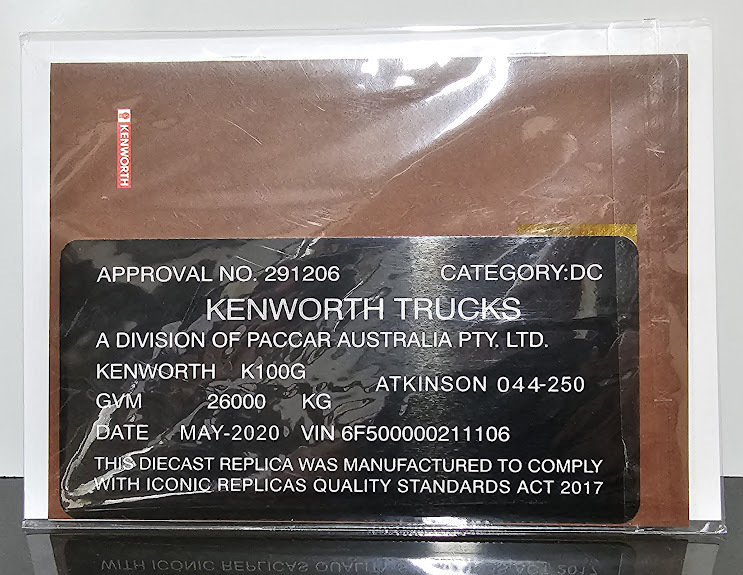 KENWORTH
APPROVAL NO. 291206 CATEGORY:DC
KENWORTH TRUCKS
A DIVISION OF PACCAR AUSTRALIA PTY. LTD.
KENWORTH K100G
ATKINSON 044-250
GVM 26000 KG
DATE MAY-2020 VIN 6F500000211106
THIS DIECAST REPLICA WAS MANUFACTURED TO COMPLY
WITH ICONIC REPLICAS QUALITY STANDARDS ACT 2017